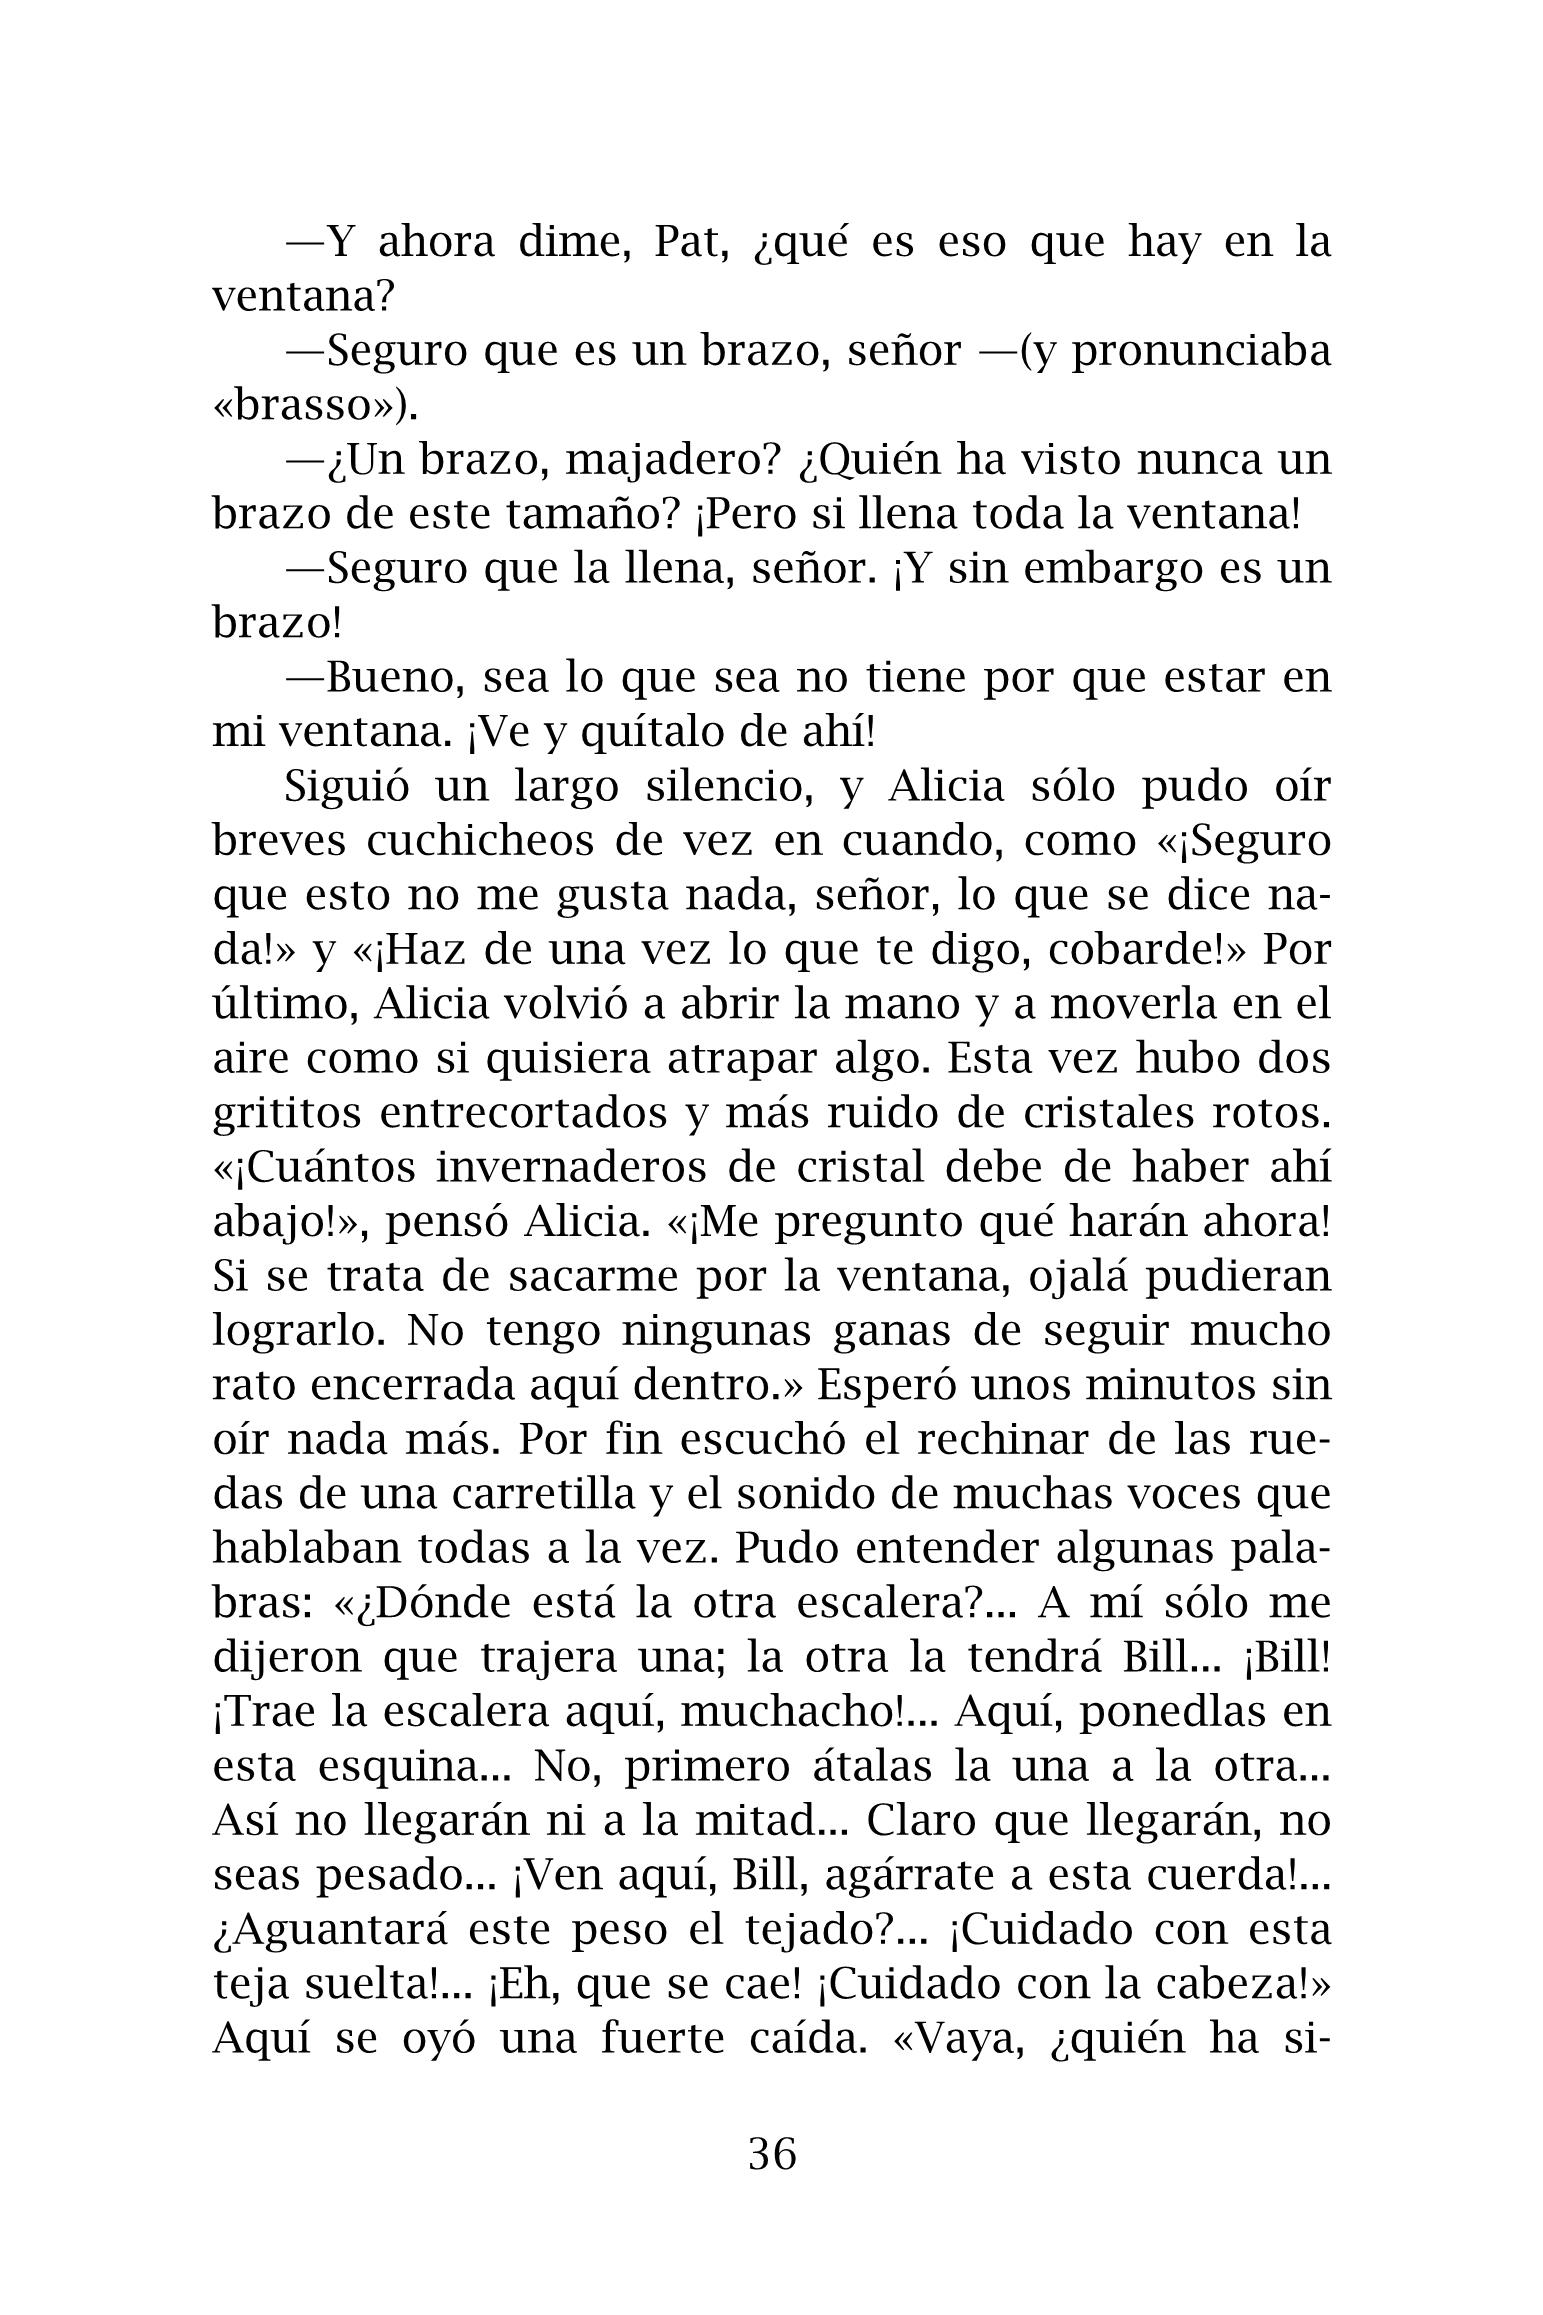 —Y ahora dime, Pat, ¿qué es eso que hay en la
ventana?
—Seguro que es un brazo, señor —(y pronunciaba
«brasso»).
—¿Un brazo, majadero? ¿Quién ha visto nunca un
brazo de este tamaño? ¡Pero si llena toda la ventana!
—Seguro que la llena, señor. ¡Y sin embargo es un
brazo!
—Bueno, sea lo que sea no tiene por que estar en
mi ventana. ¡Ve y quítalo de ahí!
Siguió un largo silencio, y Alicia sólo pudo oír
breves cuchicheos de vez en cuando, como «¡Seguro
que esto no me gusta nada, señor, lo que se dice na-
da!» y «¡Haz de una vez lo que te digo, cobarde!» Por
último, Alicia volvió a abrir la mano y a moverla en el
aire como si quisiera atrapar algo. Esta vez hubo dos
grititos entrecortados y más ruido de cristales rotos.
«¡Cuántos invernaderos de cristal debe de haber ahí
abajo!», pensó Alicia. «¡Me pregunto qué harán ahora!
Si se trata de sacarme por la ventana, ojalá pudieran
lograrlo. No tengo ningunas ganas de seguir mucho
rato encerrada aquí dentro.» Esperó unos minutos sin
oír nada más. Por fin escuchó el rechinar de las rue-
das de una carretilla y el sonido de muchas voces que
hablaban todas a la vez. Pudo entender algunas pala-
bras: «¿Dónde está la otra escalera?... A mí sólo me
dijeron que trajera una; la otra la tendrá Bill... ¡Bill!
¡Trae la escalera aquí, muchacho!... Aquí, ponedlas en
esta esquina... No, primero átalas la una a la otra...
Así no llegarán ni a la mitad... Claro que llegarán, no
seas pesado... ¡Ven aquí, Bill, agárrate a esta cuerda!...
¿Aguantará este peso el tejado?... ¡Cuidado con esta
teja suelta!... ¡Eh, que se cae! ¡Cuidado con la cabeza!»
Aquí se oyó una fuerte caída. «Vaya, ¿quién ha si-
36